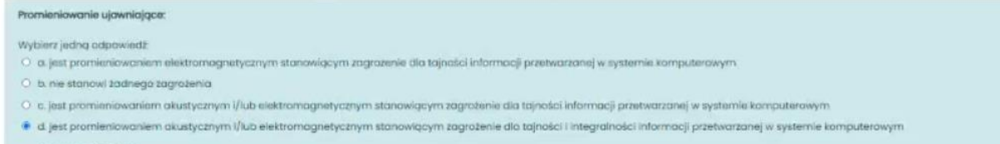 Promieniowanie ujawniające:
Wybierz jedną odpowiedź:
a. jest promieniowaniem elektromagnetycznym stanowiącym zagrożenie dla tajności informacji przetwarzanej w systemie komputerowym
b. nie stanowi żadnego zagrożenia
c. jest promieniowaniem akustycznym i/lub elektromagnetycznym stanowiącym zagrożenie dla tajności informacji przetwarzanej w systemie komputerowym
d. jest promieniowaniem akustycznym i/lub elektromagnetycznym stanowiącym zagrożenie dla tajności i integralności informacji przetwarzanej w systemie komputerowym